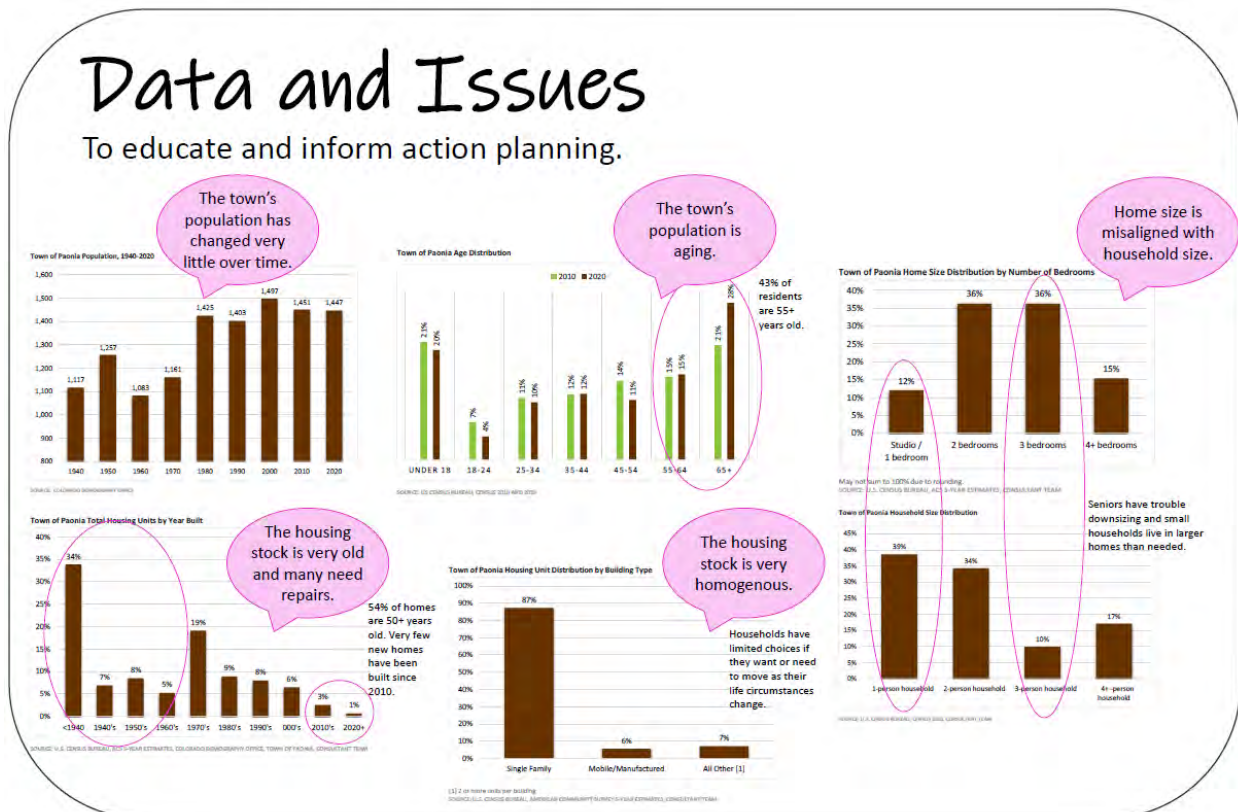 Data and Issues
To educate and inform action planning.
The town's
population has
changed very
little over time.
Town of Paonia Population, 1940-2020
1,600
1,500
1,400
1,300
1,200
1,100
1,000
900
800
1,117
1,257
1,083
1,161
1,425
1,403
1,497
1,451
1,447
1940
1950
1960
1970
1980
1990
2000
2010
2020
The town's
population is
aging.
Town of Paonia Age Distribution
2010
2020
21%
20%
7%
4%
11%
10%
12%
12%
14%
11%
15%
15%
21%
28%
UNDER 18
18-24
25-34
35-44
45-54
55-64
65+
43% of
residents
are 55+
years old.
Home size is
misaligned with
household size.
Town of Paonia Home Size Distribution by Number of Bedrooms
40%
35%
30%
25%
20%
15%
10%
5%
0%
12%
36%
36%
15%
Studio /
1 bedroom
2 bedrooms
3 bedrooms
4+ bedrooms
May not sum to 100% due to rounding.
SOURCE: U.S. CENSUS BUREAU, ACS 5-YEAR ESTIMATES, CONSULTANT TEAM
Town of Paonia Household Size Distribution
45%
40%
35%
30%
25%
20%
15%
10%
5%
0%
39%
34%
10%
17%
1-person household
2-person household
3-person household
4+ -person
household
Seniors have trouble
downsizing and small
households live in larger
homes than needed.
Town of Paonia Total Housing Units by Year Built
40%
35%
30%
25%
20%
15%
10%
5%
0%
34%
7%
8%
5%
19%
9%
8%
6%
3%
1%
<1940
1940's
1950's
1960's
1970's
1980's
1990's
000's
2010's
2020+
The housing
stock is very old
and many need
repairs.
54% of homes
are 50+ years
old. Very few
new homes
have been
built since
2010.
The housing
stock is very
homogenous.
Town of Paonia Housing Unit Distribution by Building Type
100%
90%
80%
70%
60%
50%
40%
30%
20%
10%
0%
87%
6%
7%
Single Family
Mobile/Manufactured
All Other [1]
[1] 2 or more units per building
Households have
limited choices if
they want or need
to move as their
life circumstances
change.